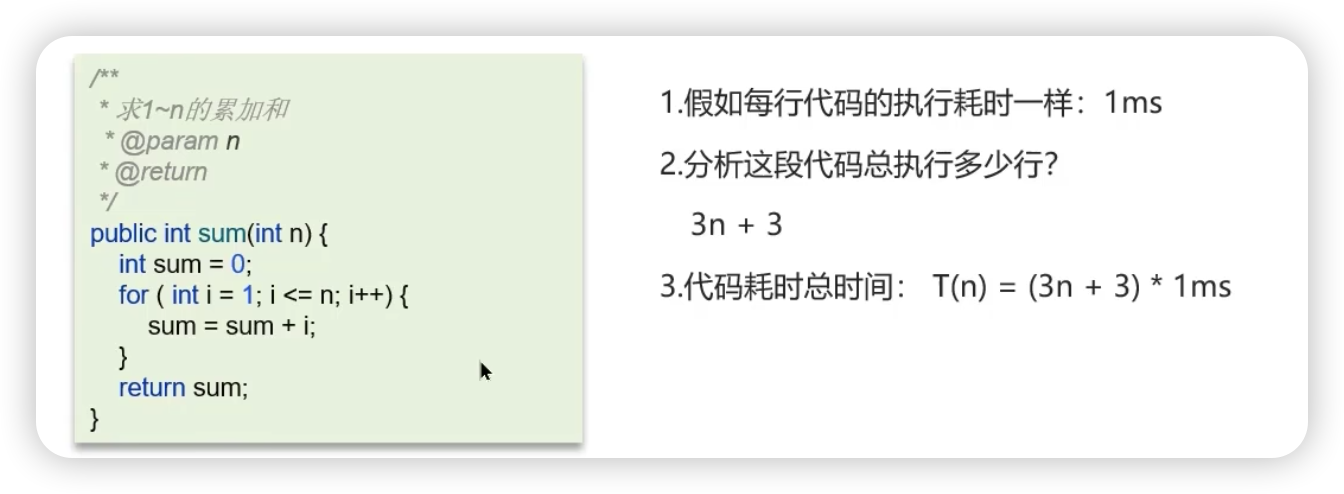 /**
* 求1~n的累加和
* @param n
* @return
*/
public int sum(int n) {
int sum = 0;
for ( int i = 1; i <= n; i++) {
sum = sum + i;
}
return sum;
}
1.假如每行代码的执行耗时一样：1ms
2.分析这段代码总执行多少行？
3n + 3
3.代码耗时总时间： T(n) = (3n + 3) * 1ms